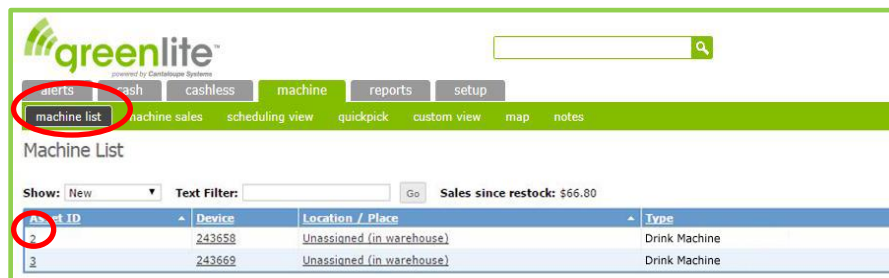 greenlite™
powered by Cantaloupe Systems
alerts cash cashless machine reports setup
machine list machine sales scheduling view quickpick custom view map notes
Machine List
Show: New Text Filter: Go Sales since restock: $66.80
Asset ID Device Location / Place Type
2 243658 Unassigned (in warehouse) Drink Machine
3 243669 Unassigned (in warehouse) Drink Machine